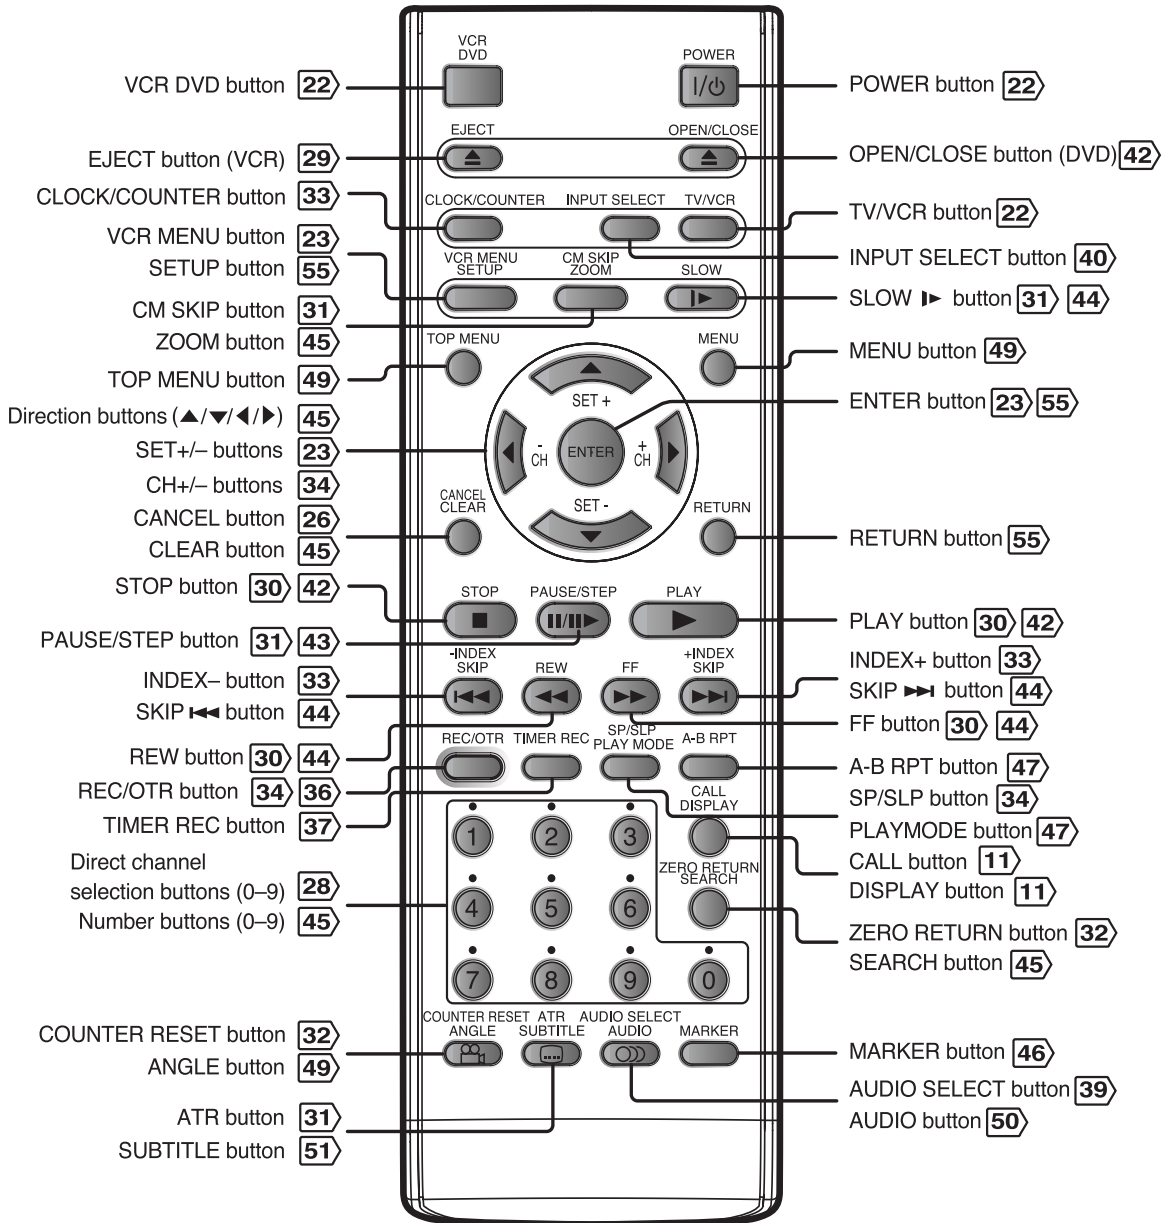 VCR DVD button 22
EJECT button (VCR) 29
CLOCK/COUNTER button 33
VCR MENU button 23
SETUP button 55
CM SKIP button 31
ZOOM button 45
TOP MENU button 49
Direction buttons (▲/▼/◀/▶) 45
SET+/– buttons 23
CH+/– buttons 34
CANCEL button 26
CLEAR button 45
STOP button 30 42
PAUSE/STEP button 31 43
INDEX– button 33
SKIP ⏮ button 44
REW button 30 44
REC/OTR button 34 36
TIMER REC button 37
Direct channel
selection buttons (0–9) 28
Number buttons (0–9) 45
COUNTER RESET button 32
ANGLE button 49
ATR button 31
SUBTITLE button 51
VCR
DVD
POWER
I/⏻
EJECT
OPEN/CLOSE
CLOCK/COUNTER
INPUT SELECT
TV/VCR
VCR MENU
SETUP
CM SKIP
ZOOM
SLOW
TOP MENU
MENU
SET +
-
CH
ENTER
+
CH
SET -
CANCEL
CLEAR
RETURN
STOP
PAUSE/STEP
PLAY
-INDEX
SKIP
REW
FF
+INDEX
SKIP
REC/OTR
TIMER REC
SP/SLP
PLAY MODE
A-B RPT
1
2
3
CALL
DISPLAY
4
5
6
ZERO RETURN
SEARCH
7
8
9
0
COUNTER RESET
ANGLE
ATR
SUBTITLE
AUDIO SELECT
AUDIO
MARKER
POWER button 22
OPEN/CLOSE button (DVD) 42
TV/VCR button 22
INPUT SELECT button 40
SLOW I▶ button 31 44
MENU button 49
ENTER button 23 55
RETURN button 55
PLAY button 30 42
INDEX+ button 33
SKIP ⏭ button 44
FF button 30 44
A-B RPT button 47
SP/SLP button 34
PLAYMODE button 47
CALL button 11
DISPLAY button 11
ZERO RETURN button 32
SEARCH button 45
MARKER button 46
AUDIO SELECT button 39
AUDIO button 50